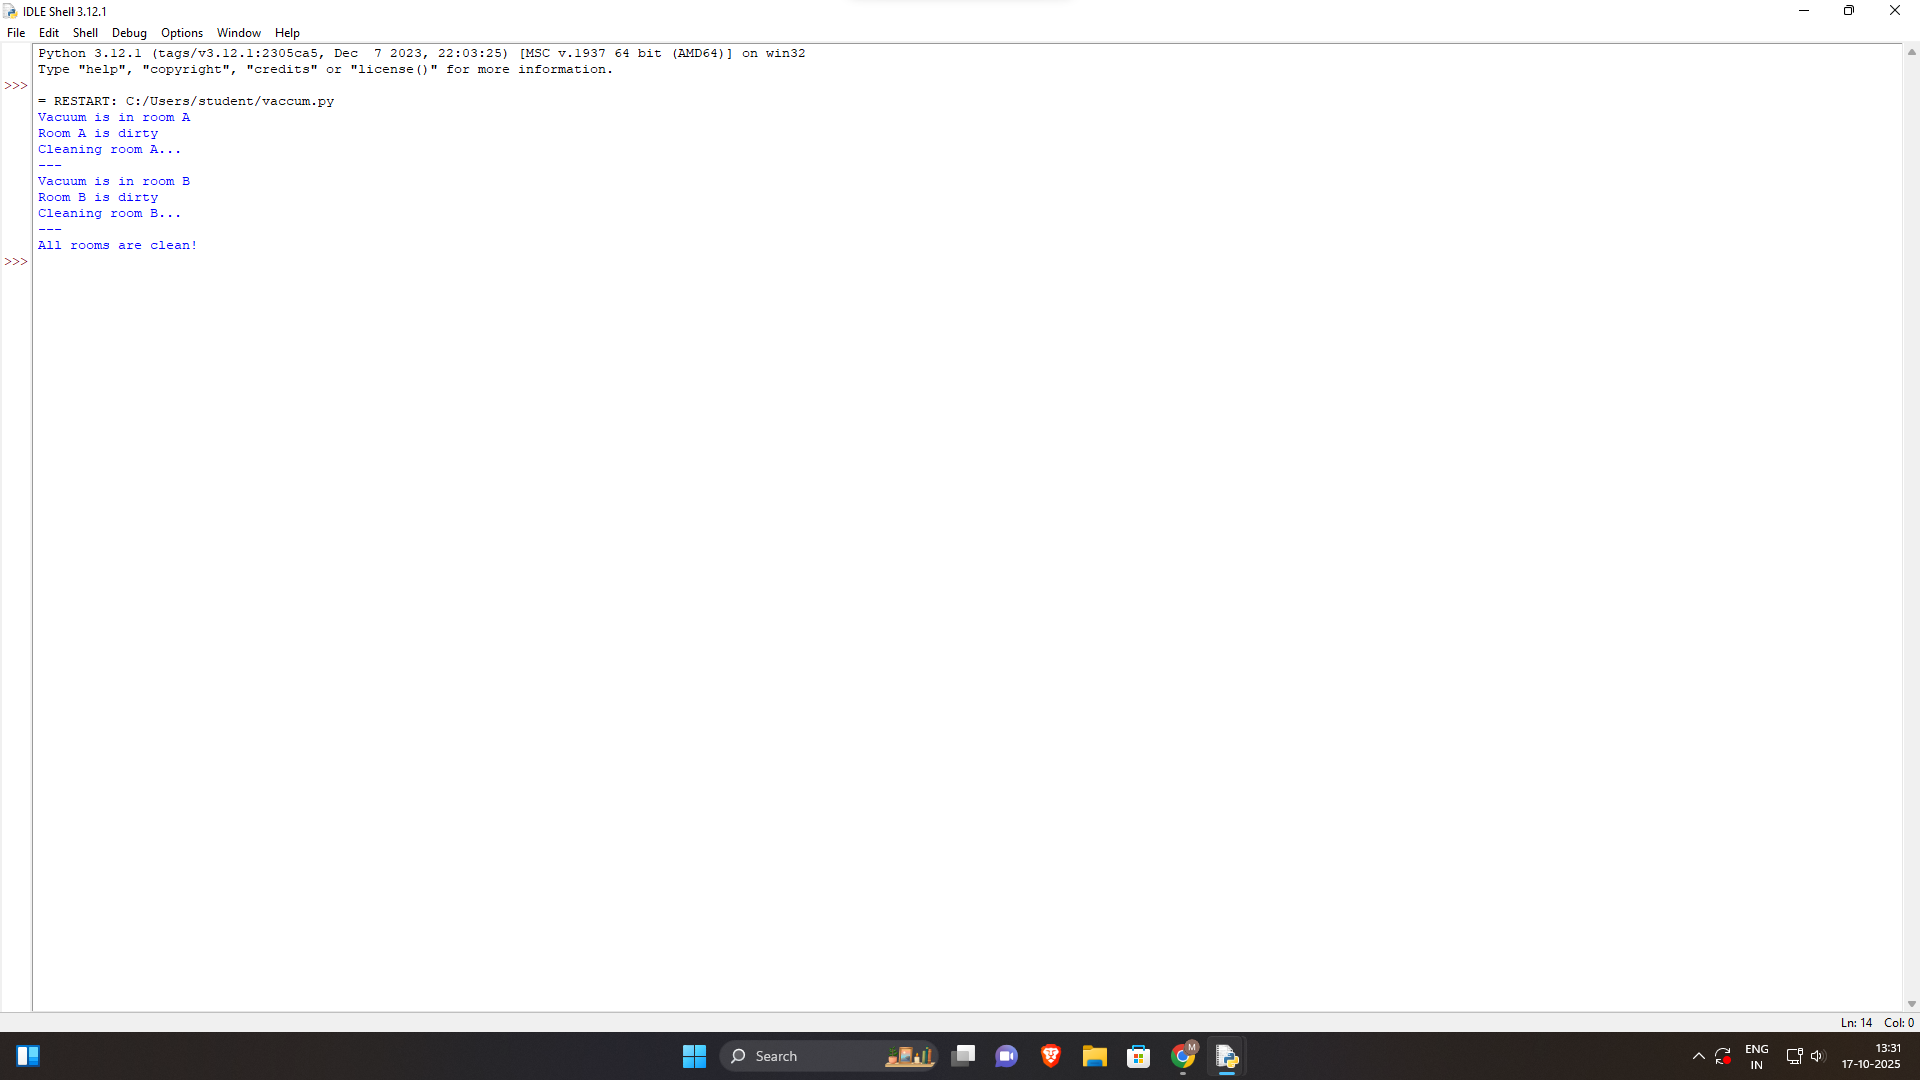 IDLE Shell 3.12.1
File Edit Shell Debug Options Window Help
Python 3.12.1 (tags/v3.12.1:2305ca5, Dec  7 2023, 22:03:25) [MSC v.1937 64 bit (AMD64)] on win32
Type "help", "copyright", "credits" or "license()" for more information.
>>>
= RESTART: C:/Users/student/vaccum.py
Vacuum is in room A
Room A is dirty
Cleaning room A...
---
Vacuum is in room B
Room B is dirty
Cleaning room B...
---
All rooms are clean!
>>>
Ln: 14 Col: 0
Search
M
ENG
IN
13:31
17-10-2025